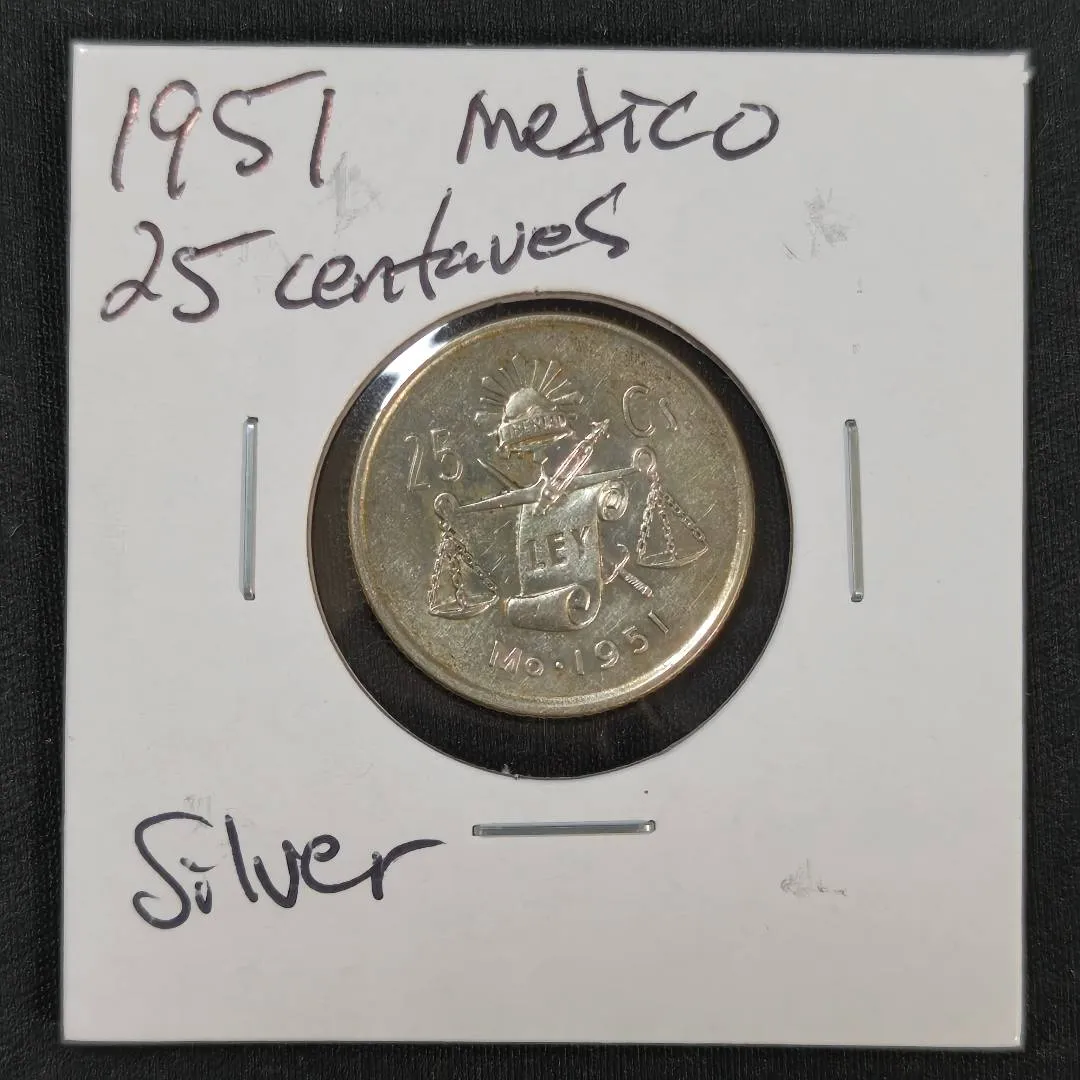 1951 Mexico
25 centaves
LIBERTAD
25 Cs.
LEY
Mo·1951
Silver